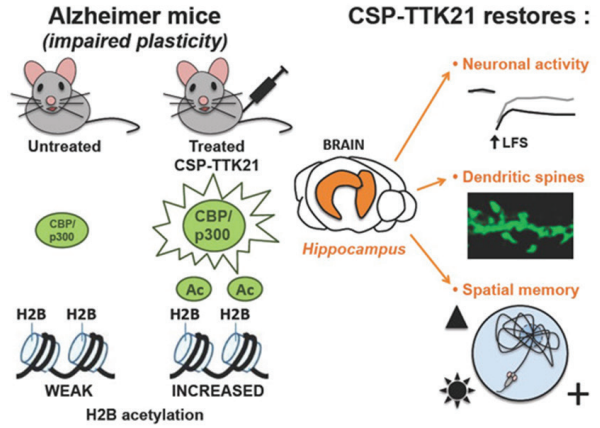 Alzheimer mice
(impaired plasticity)
Untreated
Treated
CSP-TTK21
CBP/
p300
CBP/
p300
Ac
Ac
H2B
H2B
H2B
H2B
WEAK
INCREASED
H2B acetylation
BRAIN
Hippocampus
CSP-TTK21 restores :
• Neuronal activity
LFS
• Dendritic spines
• Spatial memory